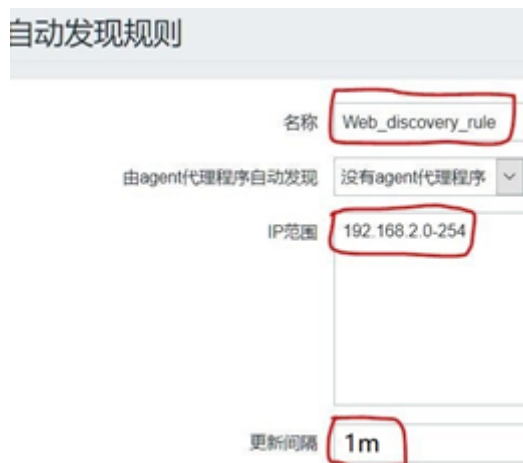 自动发现规则
名称 Web_discovery_rule
由agent代理程序自动发现 没有agent代理程序
IP范围 192.168.2.0-254
更新间隔 1m